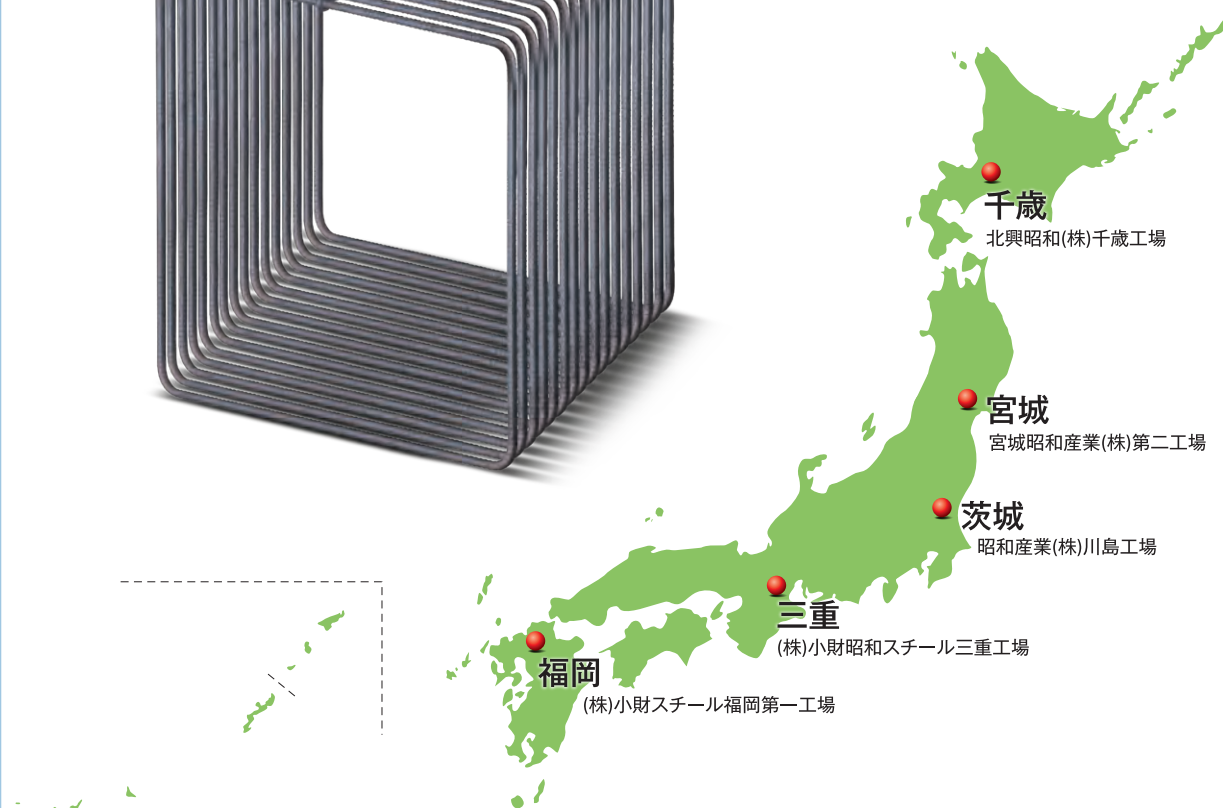 千歳
北興昭和(株)千歳工場
宮城
宮城昭和産業(株)第二工場
茨城
昭和産業(株)川島工場
三重
(株)小財昭和スチール三重工場
福岡
(株)小財スチール福岡第一工場